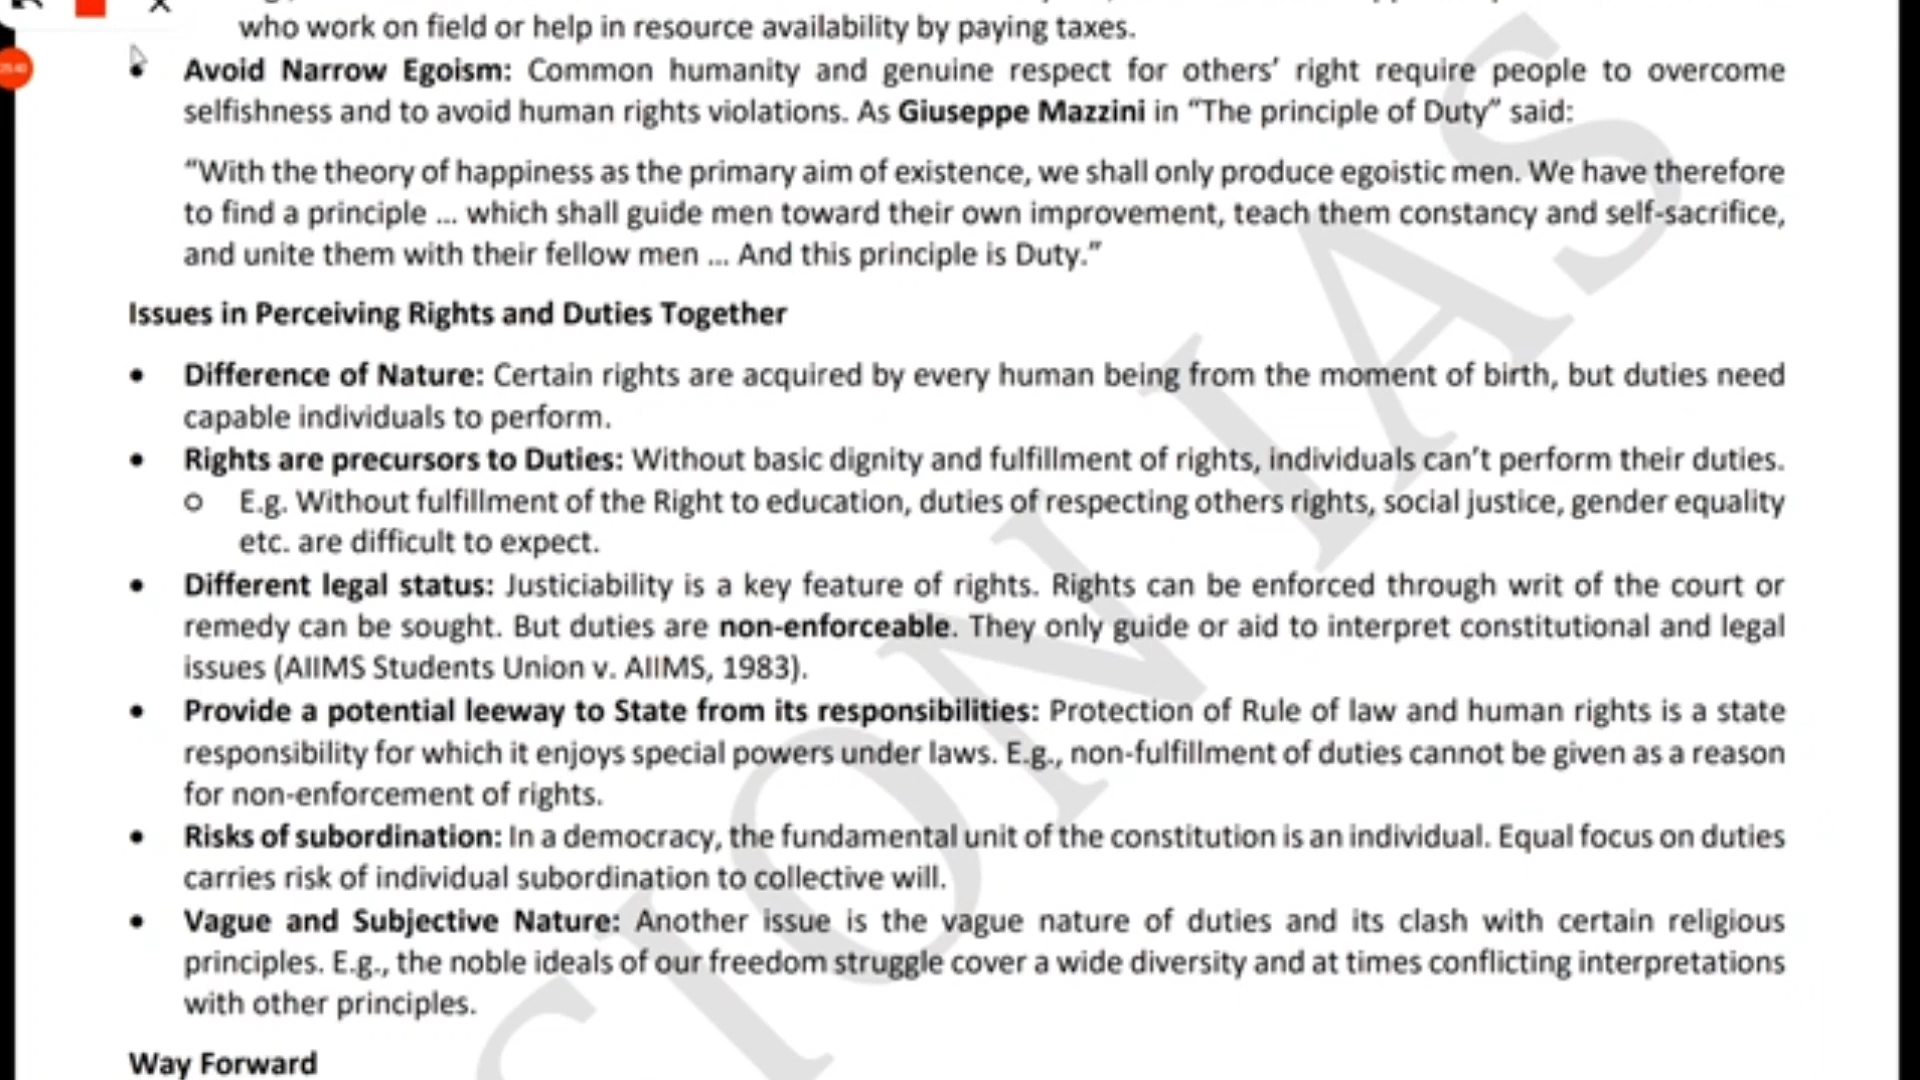 who work on field or help in resource availability by paying taxes.
• Avoid Narrow Egoism: Common humanity and genuine respect for others’ right require people to overcome
selfishness and to avoid human rights violations. As Giuseppe Mazzini in “The principle of Duty” said:
“With the theory of happiness as the primary aim of existence, we shall only produce egoistic men. We have therefore
to find a principle ... which shall guide men toward their own improvement, teach them constancy and self-sacrifice,
and unite them with their fellow men ... And this principle is Duty.”
Issues in Perceiving Rights and Duties Together
• Difference of Nature: Certain rights are acquired by every human being from the moment of birth, but duties need
capable individuals to perform.
• Rights are precursors to Duties: Without basic dignity and fulfillment of rights, individuals can’t perform their duties.
o E.g. Without fulfillment of the Right to education, duties of respecting others rights, social justice, gender equality
etc. are difficult to expect.
• Different legal status: Justiciability is a key feature of rights. Rights can be enforced through writ of the court or
remedy can be sought. But duties are non-enforceable. They only guide or aid to interpret constitutional and legal
issues (AIIMS Students Union v. AIIMS, 1983).
• Provide a potential leeway to State from its responsibilities: Protection of Rule of law and human rights is a state
responsibility for which it enjoys special powers under laws. E.g., non-fulfillment of duties cannot be given as a reason
for non-enforcement of rights.
• Risks of subordination: In a democracy, the fundamental unit of the constitution is an individual. Equal focus on duties
carries risk of individual subordination to collective will.
• Vague and Subjective Nature: Another issue is the vague nature of duties and its clash with certain religious
principles. E.g., the noble ideals of our freedom struggle cover a wide diversity and at times conflicting interpretations
with other principles.
Way Forward
SION IAS